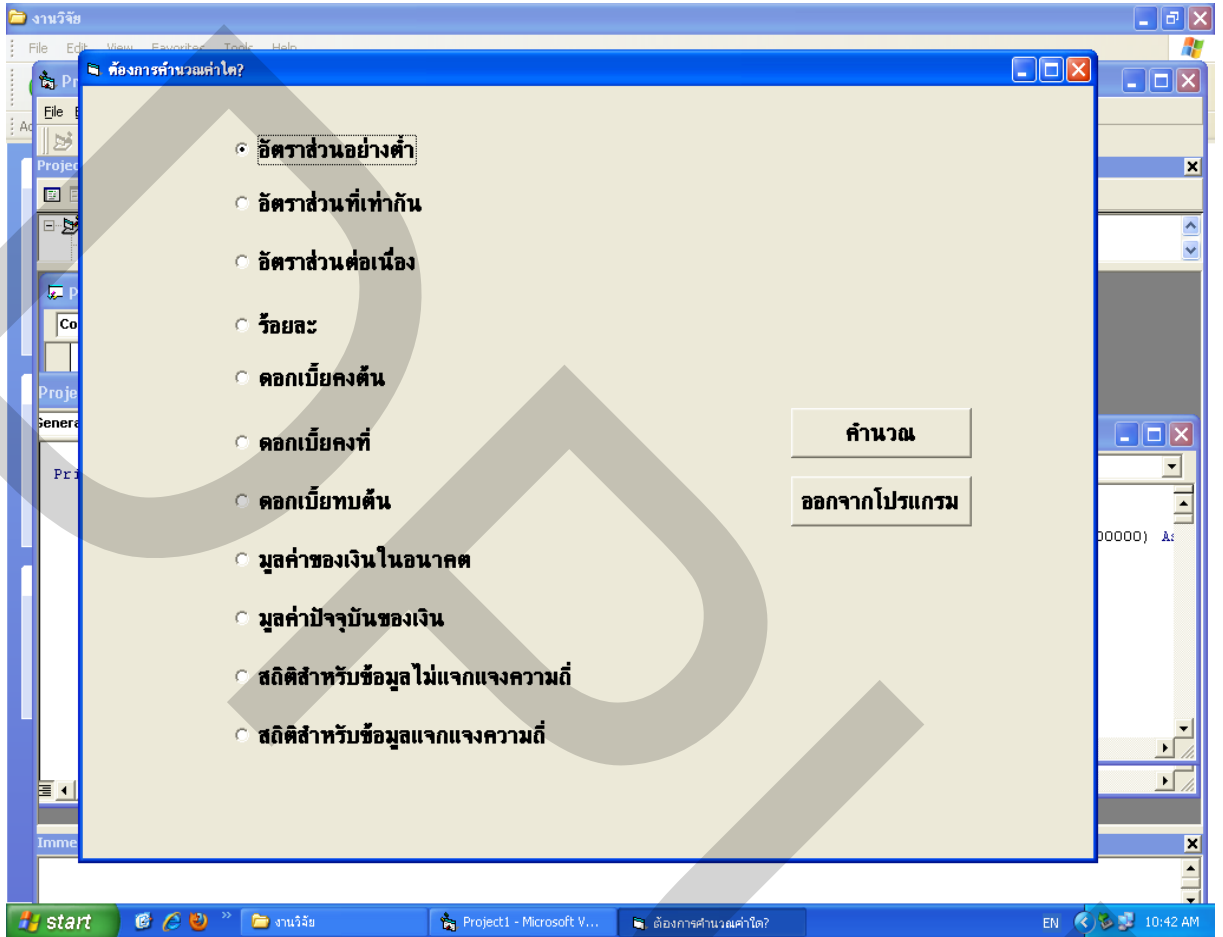 งานวิจัย
File Edit View Favorites Tools Help
ต้องการคำนวณค่าใด?
Pr
File E
Ad
Projec
อัตราส่วนอย่างต่ำ
อัตราส่วนที่เท่ากัน
อัตราส่วนต่อเนื่อง
P
ร้อยละ
Co
ดอกเบี้ยคงต้น
Proje
Genera
ดอกเบี้ยคงที่
คำนวณ
Pri
ดอกเบี้ยทบต้น
ออกจากโปรแกรม
00000) As
มูลค่าของเงินในอนาคต
มูลค่าปัจจุบันของเงิน
สถิติสำหรับข้อมูลไม่แจกแจงความถี่
สถิติสำหรับข้อมูลแจกแจงความถี่
Imme
start งานวิจัย Project1 - Microsoft V... ต้องการคำนวณค่าใด? EN 10:42 AM